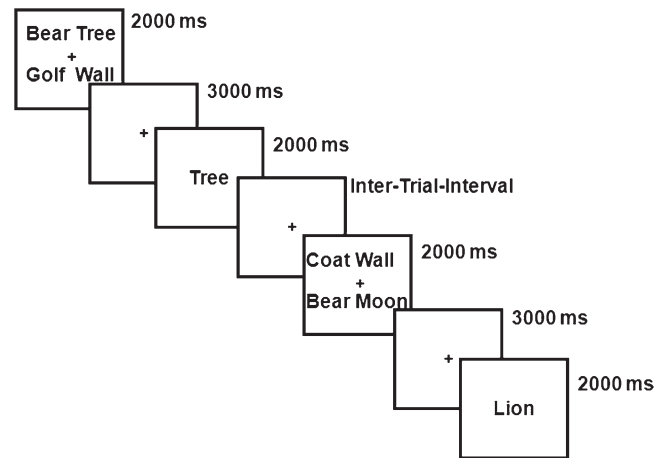 Bear Tree
+
Golf Wall
2000 ms
+
3000 ms
Tree
2000 ms
+
Inter-Trial-Interval
Coat Wall
+
Bear Moon
2000 ms
+
3000 ms
Lion
2000 ms